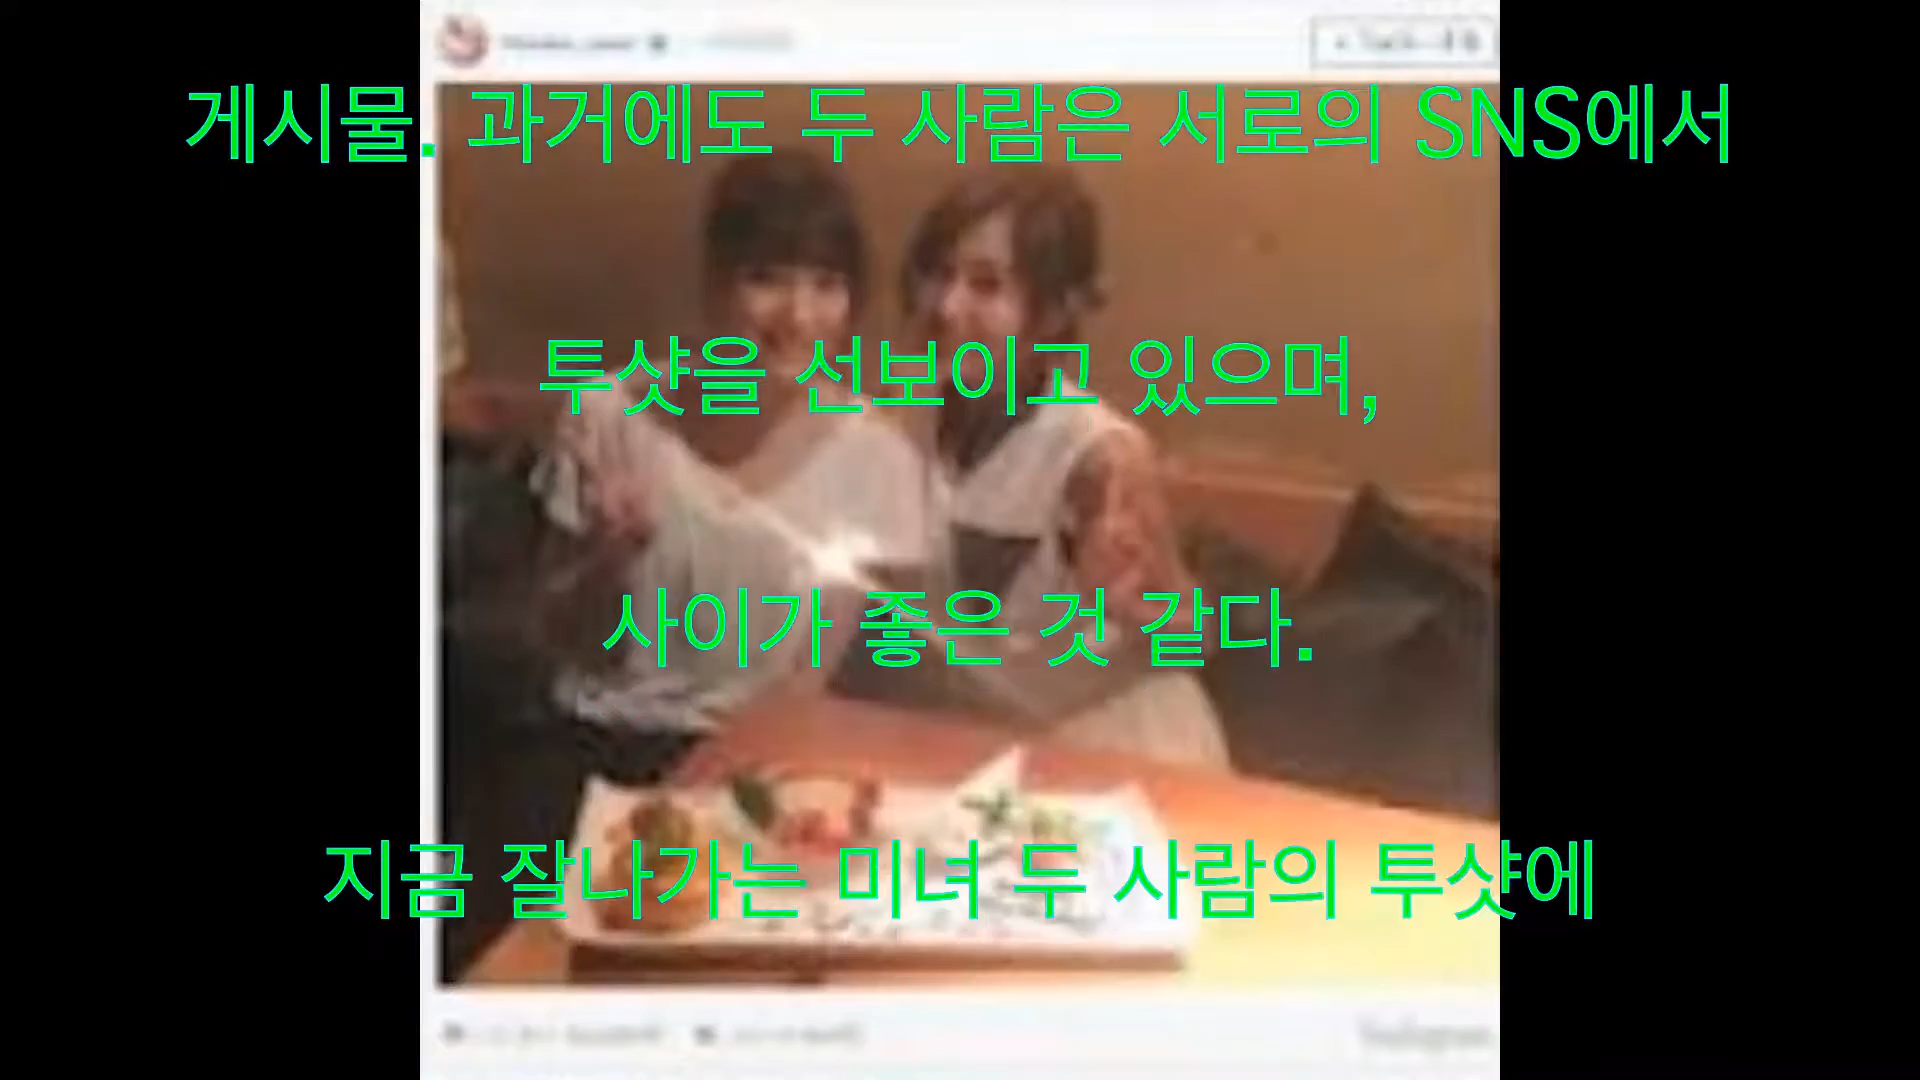 게시물. 과거에도 두 사람은 서로의 SNS에서
투샷을 선보이고 있으며,
사이가 좋은 것 같다.
지금 잘나가는 미녀 두 사람의 투샷에